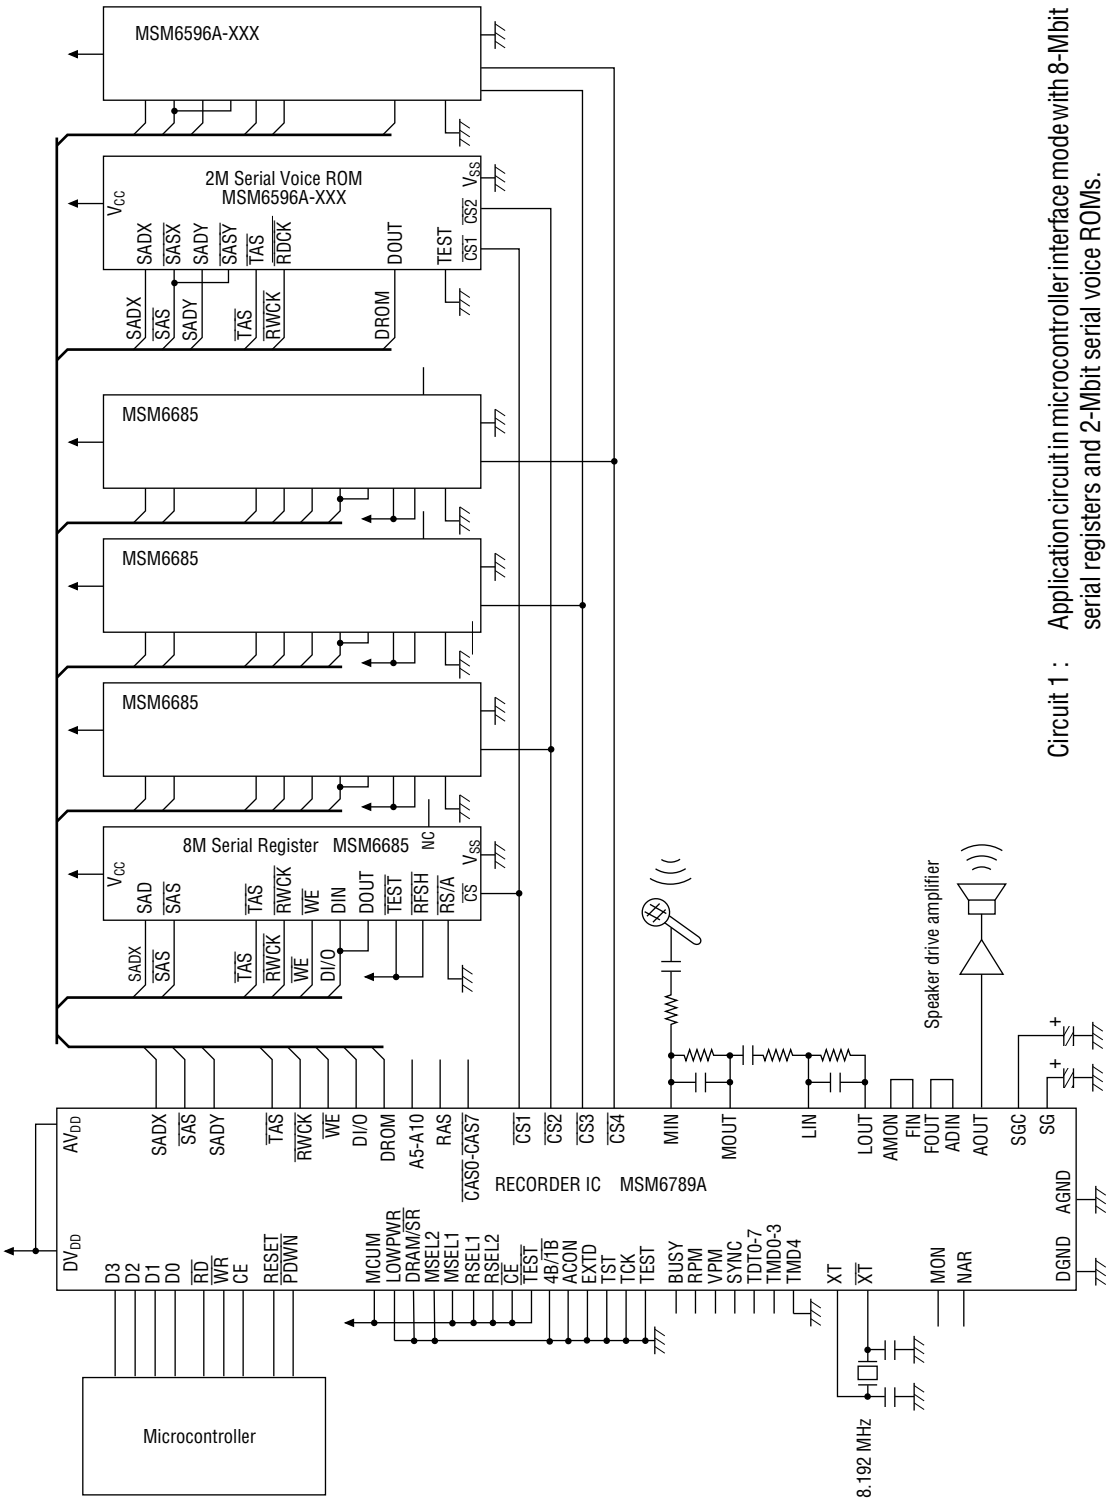 MSM6596A-XXX
2M Serial Voice ROM
MSM6596A-XXX
VCC
SADX
SASX
SADY
SASY
TAS
RDCK
DOUT
TEST
CS1
CS2
VSS
SADX
SAS
SADY
TAS
RWCK
DROM
MSM6685
MSM6685
MSM6685
8M Serial Register MSM6685
NC
VCC
SAD
SAS
TAS
RWCK
WE
DIN
DOUT
TEST
RFSH
RS/A
CS
VSS
SADX
SAS
TAS
RWCK
WE
DI/O
Speaker drive amplifier
+
+
AVDD
SADX
SAS
SADY
TAS
RWCK
WE
DI/O
DROM
A5-A10
RAS
CAS0-CAS7
CS1
CS2
CS3
CS4
MIN
MOUT
LIN
LOUT
AMON
FIN
FOUT
ADIN
AOUT
SGC
SG
RECORDER IC MSM6789A
DVDD
D3
D2
D1
D0
RD
WR
CE
RESET
PDWN
MCUM
LOWPWR
DRAM/SR
MSEL2
MSEL1
RSEL1
RSEL2
CE
TEST
4B/1B
ACON
EXTD
TST
TCK
TEST
BUSY
RPM
VPM
SYNC
TDT0-7
TMD0-3
TMD4
XT
XT
MON
NAR
DGND
AGND
Microcontroller
8.192 MHz
Circuit 1 : Application circuit in microcontroller interface mode with 8-Mbit
serial registers and 2-Mbit serial voice ROMs.